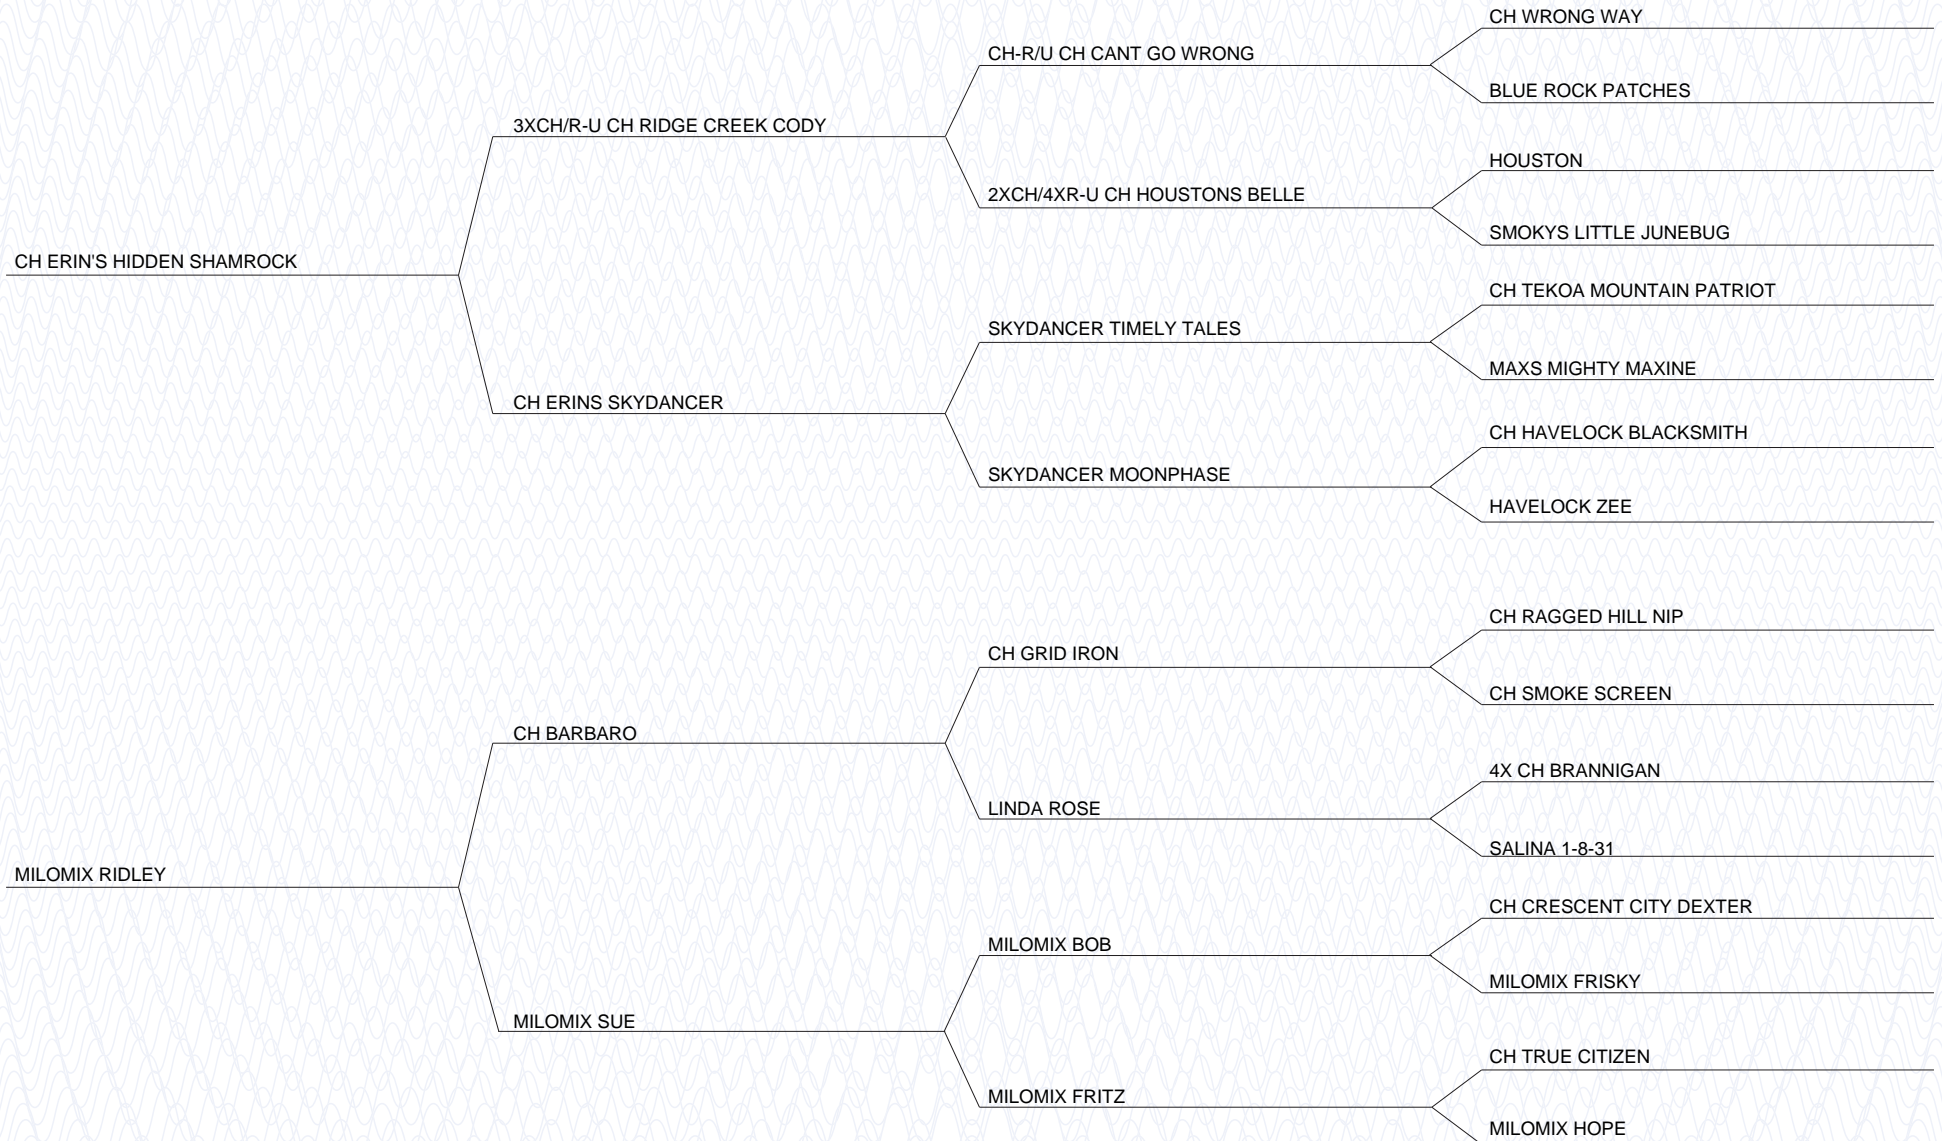 CH WRONG WAY
CH-R/U CH CANT GO WRONG
BLUE ROCK PATCHES
3XCH/R-U CH RIDGE CREEK CODY
HOUSTON
2XCH/4XR-U CH HOUSTONS BELLE
SMOKYS LITTLE JUNEBUG
CH ERIN'S HIDDEN SHAMROCK
CH TEKOA MOUNTAIN PATRIOT
SKYDANCER TIMELY TALES
MAXS MIGHTY MAXINE
CH ERINS SKYDANCER
CH HAVELOCK BLACKSMITH
SKYDANCER MOONPHASE
HAVELOCK ZEE
CH RAGGED HILL NIP
CH GRID IRON
CH SMOKE SCREEN
CH BARBARO
4X CH BRANNIGAN
LINDA ROSE
SALINA 1-8-31
MILOMIX RIDLEY
CH CRESCENT CITY DEXTER
MILOMIX BOB
MILOMIX FRISKY
MILOMIX SUE
CH TRUE CITIZEN
MILOMIX FRITZ
MILOMIX HOPE